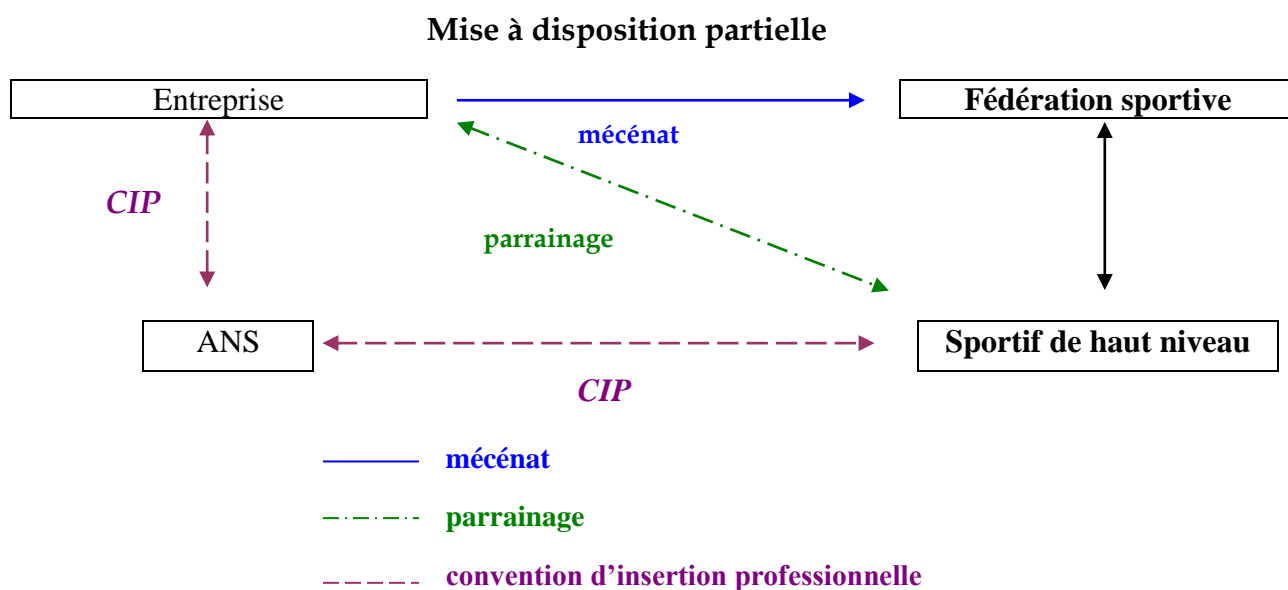 Mise à disposition partielle
Entreprise
Fédération sportive
mécénat
CIP
parrainage
ANS
Sportif de haut niveau
CIP
mécénat
parrainage
convention d’insertion professionnelle